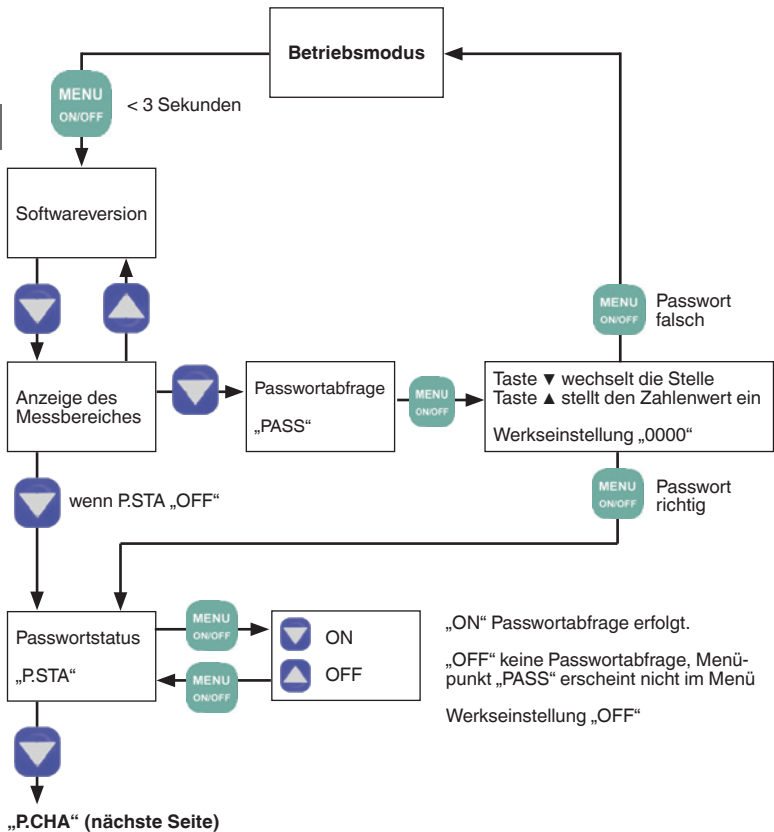 Betriebsmodus
MENU
ON/OFF
< 3 Sekunden
Softwareversion
MENU
ON/OFF
Passwort
falsch
Anzeige des
Messbereiches
Passwortabfrage
„PASS“
MENU
ON/OFF
Taste ▼ wechselt die Stelle
Taste ▲ stellt den Zahlenwert ein
Werkseinstellung „0000“
MENU
ON/OFF
Passwort
richtig
wenn P.STA „OFF“
Passwortstatus
„P.STA“
MENU
ON/OFF
MENU
ON/OFF
ON
OFF
„ON“ Passwortabfrage erfolgt.
„OFF“ keine Passwortabfrage, Menü-
punkt „PASS“ erscheint nicht im Menü
Werkseinstellung „OFF“
„P.CHA“ (nächste Seite)